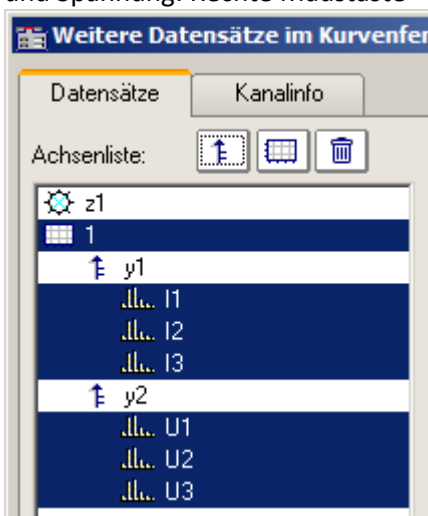 und Spannung: Rechte Maustaste
Weitere Datensätze im Kurvenfen
Datensätze Kanalinfo
Achsenliste:
z1
1
y1
I1
I2
I3
y2
U1
U2
U3